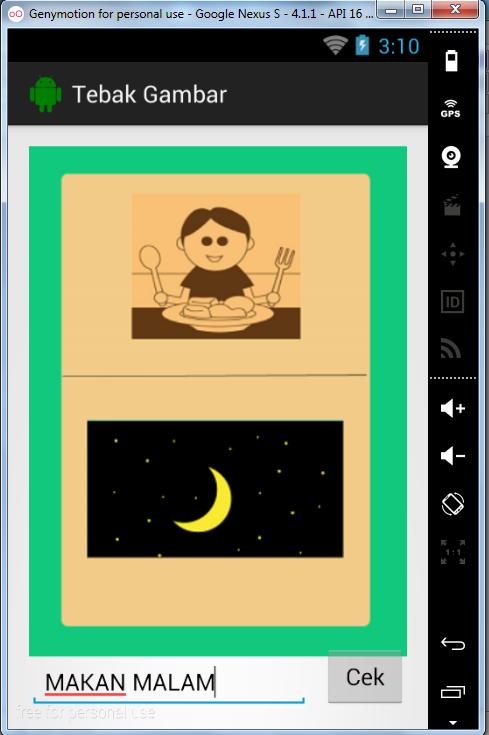 Genymotion for personal use - Google Nexus S - 4.1.1 - API 16 ...
3:10
GPS
Tebak Gambar
ID
1:1
MAKAN MALAM
Cek
free for personal use